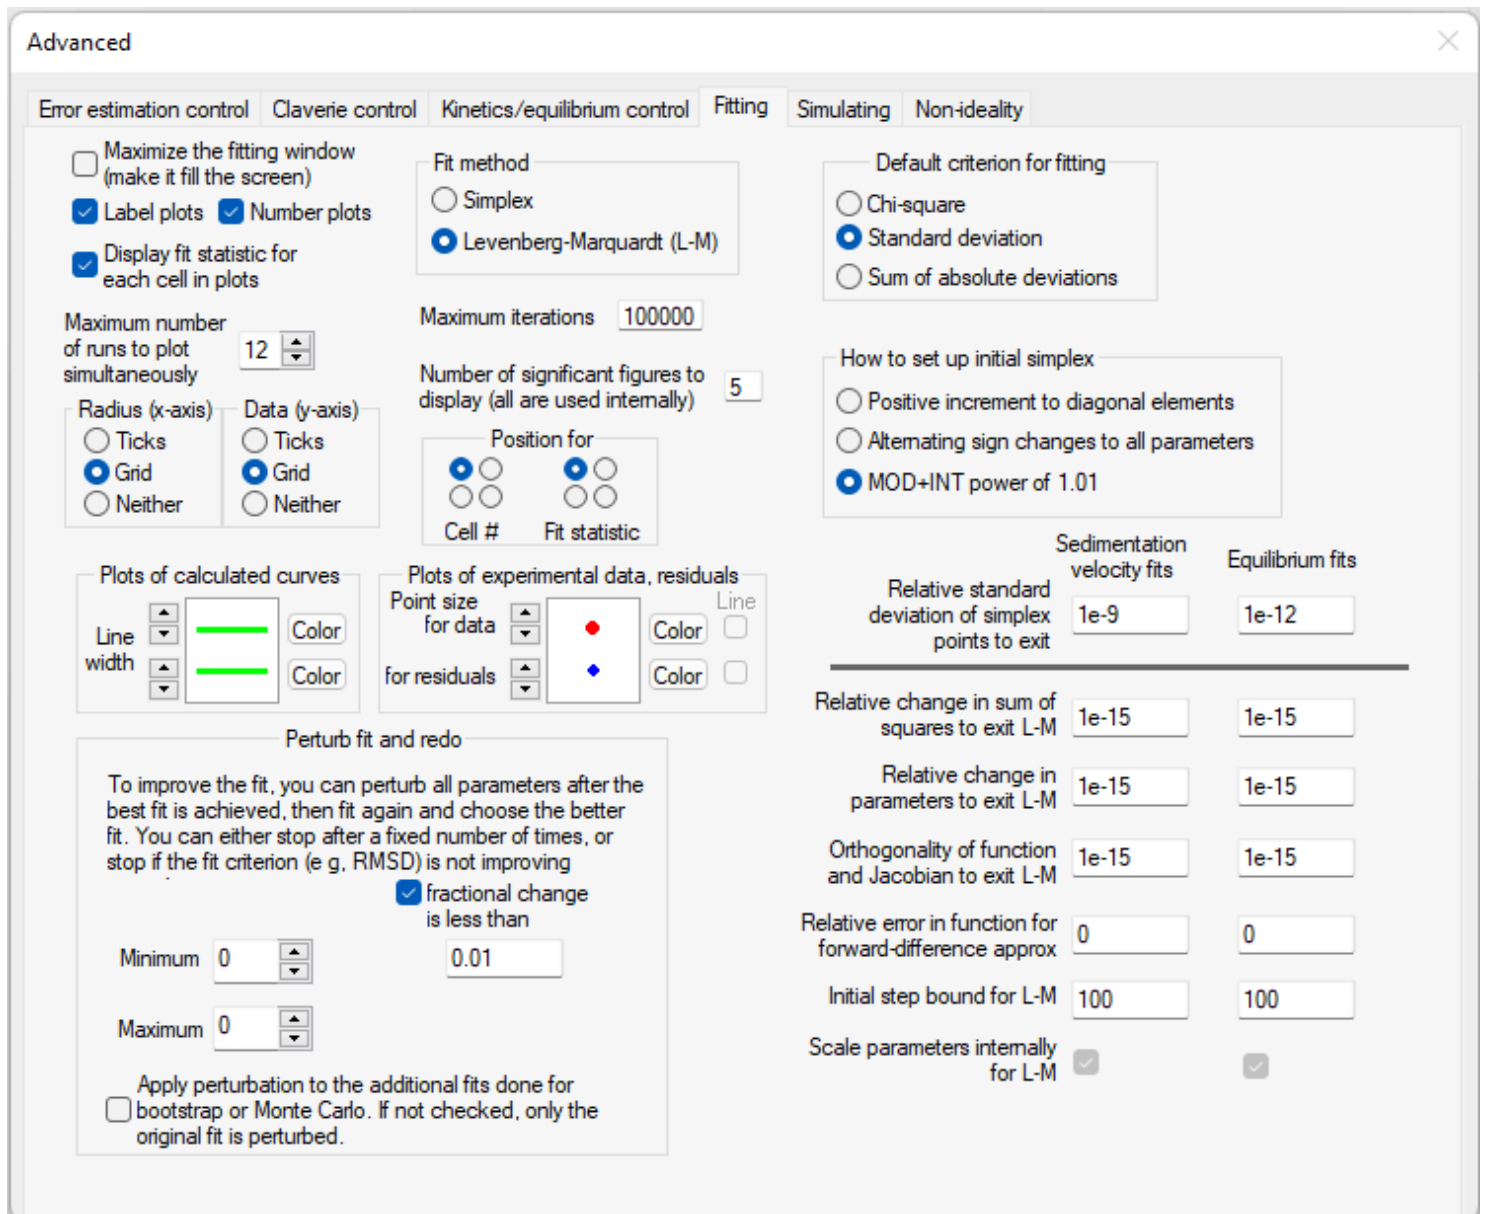 Advanced
Error estimation control
Claverie control
Kinetics/equilibrium control
Fitting
Simulating
Non-ideality
Maximize the fitting window
(make it fill the screen)
Label plots
Number plots
Display fit statistic for
each cell in plots
Maximum number
of runs to plot
simultaneously
12
Radius (x-axis)
Ticks
Grid
Neither
Data (y-axis)
Ticks
Grid
Neither
Fit method
Simplex
Levenberg-Marquardt (L-M)
Maximum iterations
100000
Number of significant figures to
display (all are used internally)
5
Position for
Cell #
Fit statistic
Default criterion for fitting
Chi-square
Standard deviation
Sum of absolute deviations
How to set up initial simplex
Positive increment to diagonal elements
Alternating sign changes to all parameters
MOD+INT power of 1.01
Plots of calculated curves
Line
width
Color
Color
Plots of experimental data, residuals
Point size
for data
Color
Line
for residuals
Color
Perturb fit and redo
To improve the fit, you can perturb all parameters after the
best fit is achieved, then fit again and choose the better
fit. You can either stop after a fixed number of times, or
stop if the fit criterion (e g, RMSD) is not improving
fractional change
is less than
Minimum
0
0.01
Maximum
0
Apply perturbation to the additional fits done for
bootstrap or Monte Carlo. If not checked, only the
original fit is perturbed.
Sedimentation
velocity fits
Equilibrium fits
Relative standard
deviation of simplex
points to exit
1e-9
1e-12
Relative change in sum of
squares to exit L-M
1e-15
1e-15
Relative change in
parameters to exit L-M
1e-15
1e-15
Orthogonality of function
and Jacobian to exit L-M
1e-15
1e-15
Relative error in function for
forward-difference approx
0
0
Initial step bound for L-M
100
100
Scale parameters internally
for L-M